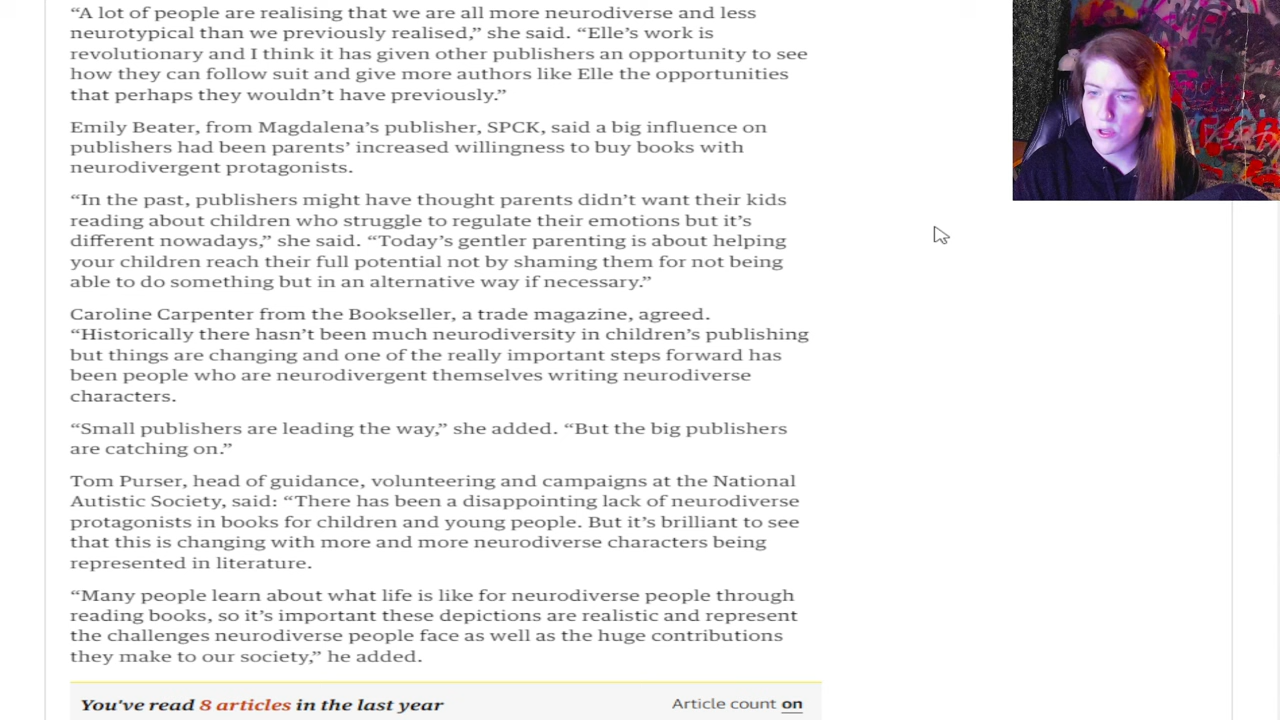 “A lot of people are realising that we are all more neurodiverse and less
neurotypical than we previously realised,” she said. “Elle’s work is
revolutionary and I think it has given other publishers an opportunity to see
how they can follow suit and give more authors like Elle the opportunities
that perhaps they wouldn’t have previously.”
Emily Beater, from Magdalena’s publisher, SPCK, said a big influence on
publishers had been parents’ increased willingness to buy books with
neurodivergent protagonists.
“In the past, publishers might have thought parents didn’t want their kids
reading about children who struggle to regulate their emotions but it’s
different nowadays,” she said. “Today’s gentler parenting is about helping
your children reach their full potential not by shaming them for not being
able to do something but in an alternative way if necessary.”
Caroline Carpenter from the Bookseller, a trade magazine, agreed.
“Historically there hasn’t been much neurodiversity in children’s publishing
but things are changing and one of the really important steps forward has
been people who are neurodivergent themselves writing neurodiverse
characters.
“Small publishers are leading the way,” she added. “But the big publishers
are catching on.”
Tom Purser, head of guidance, volunteering and campaigns at the National
Autistic Society, said: “There has been a disappointing lack of neurodiverse
protagonists in books for children and young people. But it’s brilliant to see
that this is changing with more and more neurodiverse characters being
represented in literature.
“Many people learn about what life is like for neurodiverse people through
reading books, so it’s important these depictions are realistic and represent
the challenges neurodiverse people face as well as the huge contributions
they make to our society,” he added.
You’ve read 8 articles in the last year
Article count on